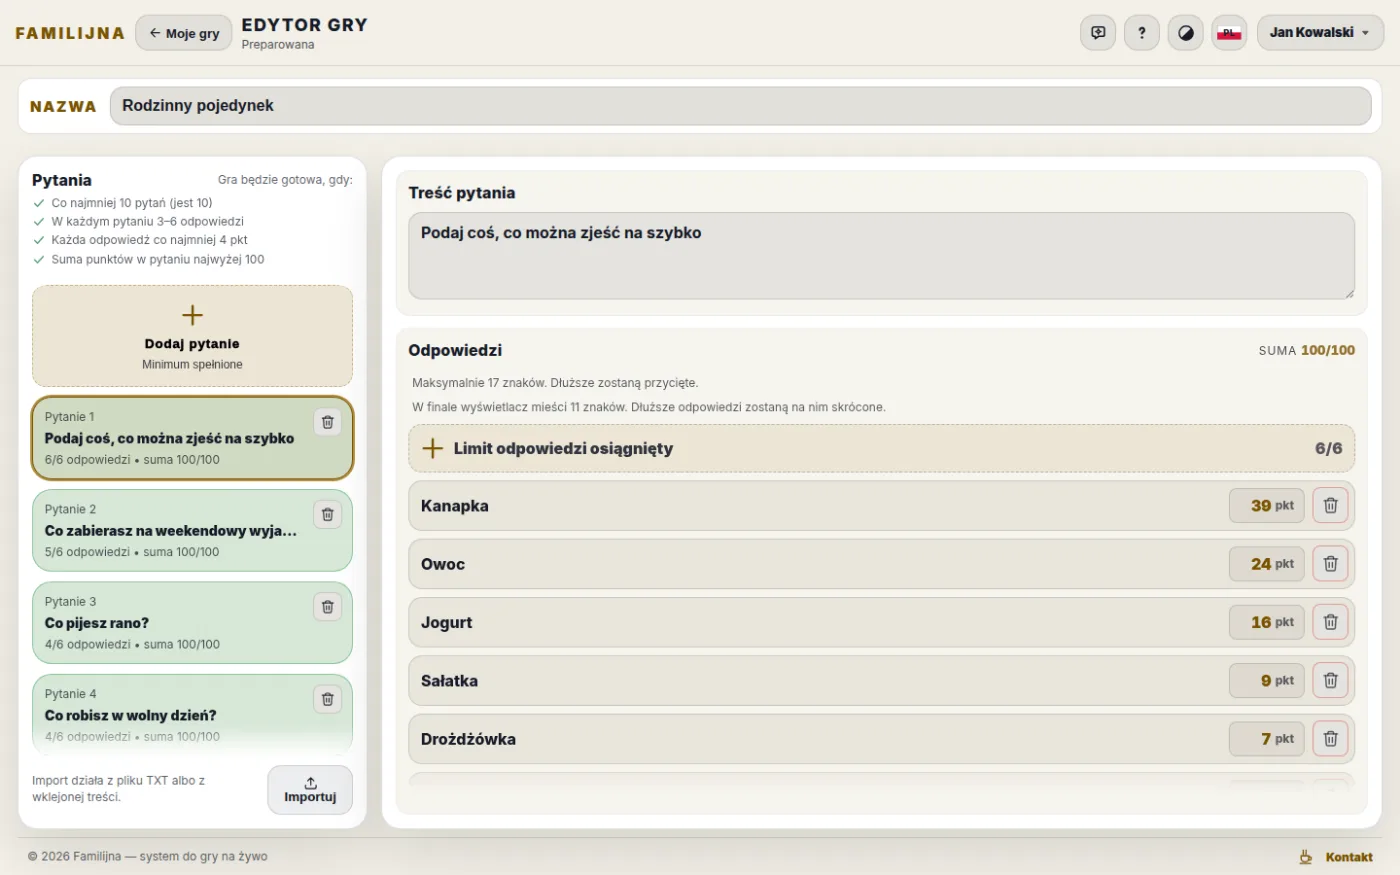 FAMILIJNA
← Moje gry
EDYTOR GRY
Preparowana
?
PL
Jan Kowalski
NAZWA
Rodzinny pojedynek
Pytania
Gra będzie gotowa, gdy:
Co najmniej 10 pytań (jest 10)
W każdym pytaniu 3–6 odpowiedzi
Każda odpowiedź co najmniej 4 pkt
Suma punktów w pytaniu najwyżej 100
Dodaj pytanie
Minimum spełnione
Pytanie 1
Podaj coś, co można zjeść na szybko
6/6 odpowiedzi • suma 100/100
Pytanie 2
Co zabierasz na weekendowy wyja...
5/6 odpowiedzi • suma 100/100
Pytanie 3
Co pijesz rano?
4/6 odpowiedzi • suma 100/100
Pytanie 4
Co robisz w wolny dzień?
4/6 odpowiedzi • suma 100/100
Import działa z pliku TXT albo z
wklejonej treści.
Importuj
Treść pytania
Podaj coś, co można zjeść na szybko
Odpowiedzi
SUMA 100/100
Maksymalnie 17 znaków. Dłuższe zostaną przycięte.
W finale wyświetlacz mieści 11 znaków. Dłuższe odpowiedzi zostaną na nim skrócone.
Limit odpowiedzi osiągnięty
6/6
Kanapka
39 pkt
Owoc
24 pkt
Jogurt
16 pkt
Sałatka
9 pkt
Drożdżówka
7 pkt
© 2026 Familijna — system do gry na żywo
Kontakt